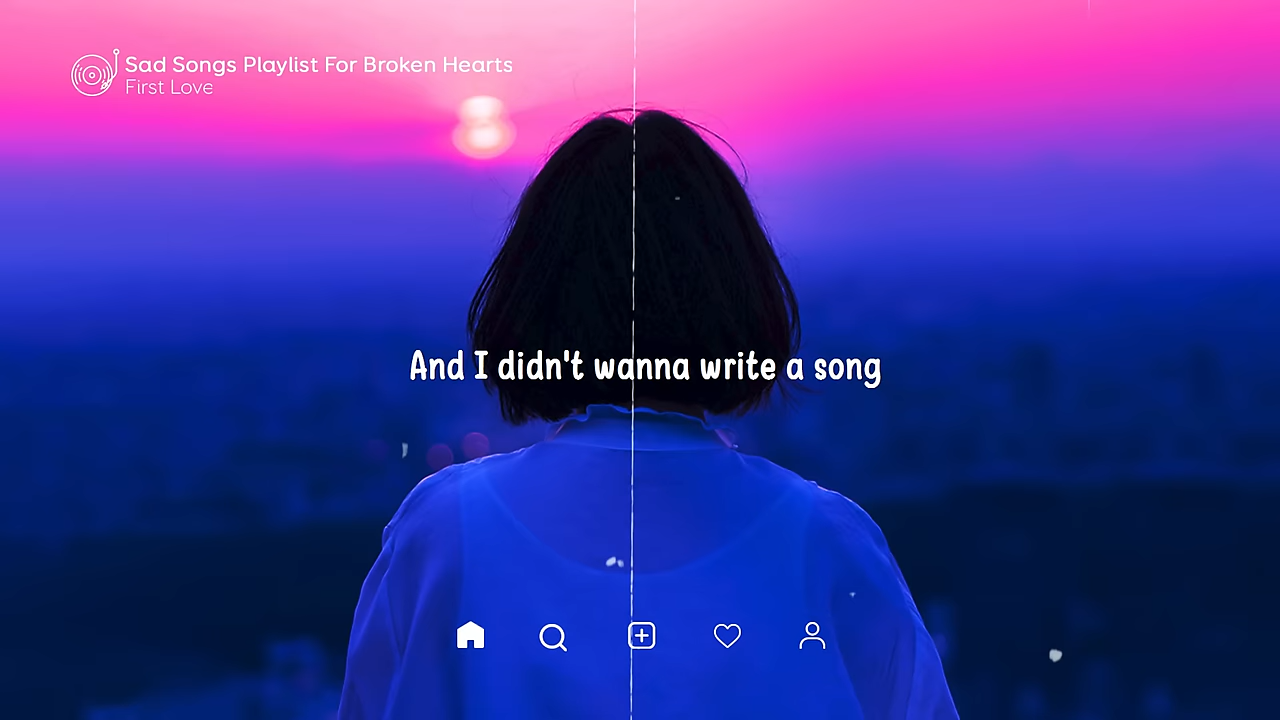 Sad Songs Playlist For Broken Hearts
First Love
And I didn't wanna write a song